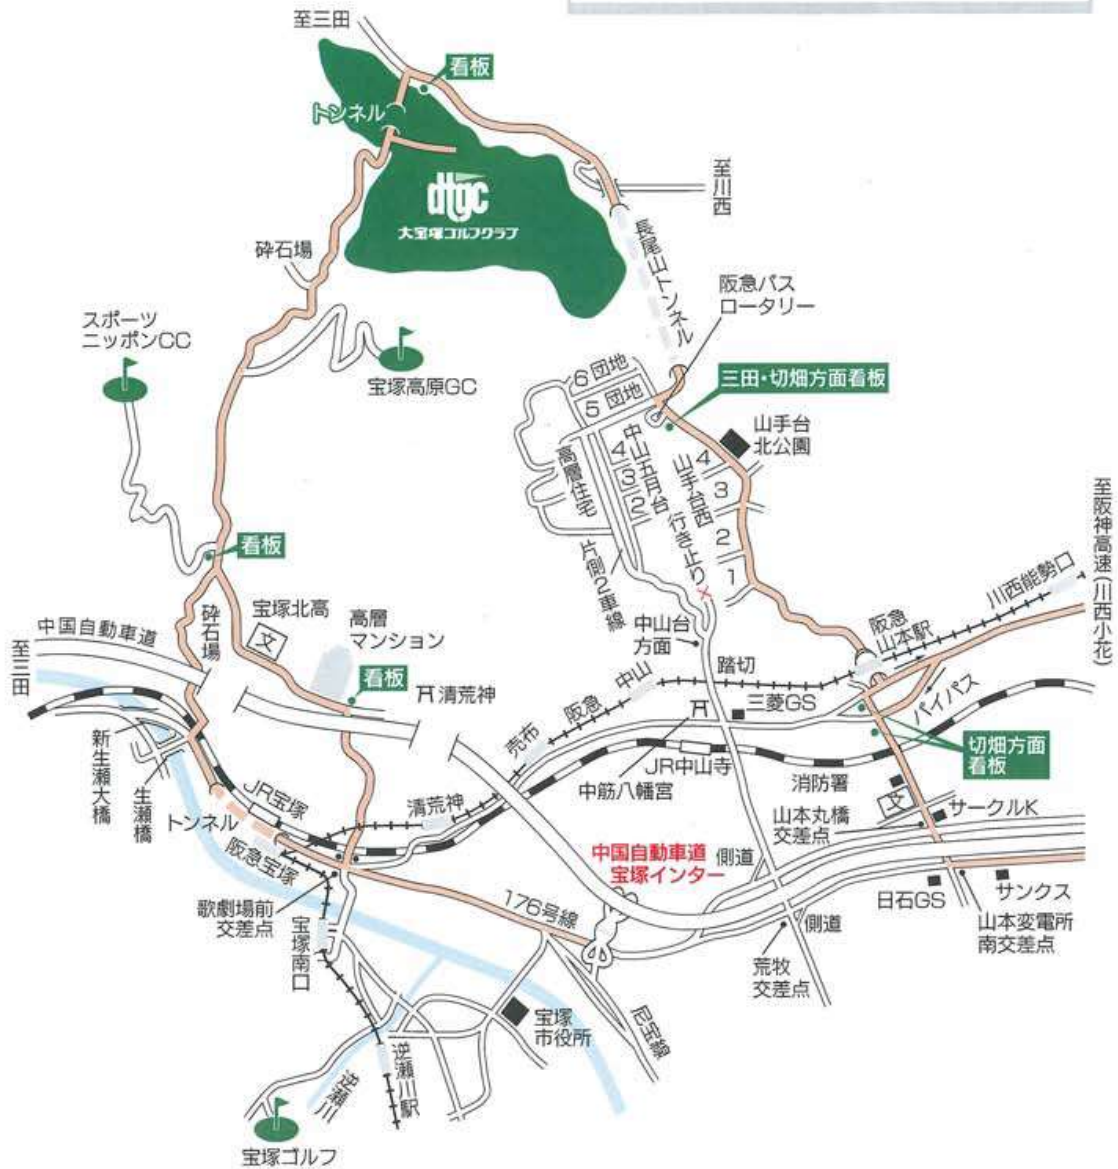 至三田
看板
トンネル
至川西
dtgc
大宝塚ゴルフクラブ
長尾山トンネル
砕石場
阪急バス
ロータリー
スポーツ
ニッポンCC
宝塚高原GC
6団地
5団地
三田・切畑方面看板
山手台
北公園
高層住宅
中山五月台
4
3
2
山手台西
4
3
2
1
行き止り
片側2車線
至阪神高速(川西小花)
看板
砕石場
宝塚北高
文
高層
マンション
中国自動車道
至三田
看板
清荒神
中山台
方面
踏切
阪急
山本駅
川西能勢口
売布
阪急
中山
三菱GS
バイパス
切畑方面
看板
新生瀬大橋
生瀬橋
JR宝塚
清荒神
中筋八幡宮
JR中山寺
消防署
文
サークルK
山本丸橋
交差点
トンネル
阪急宝塚
中国自動車道
宝塚インター
側道
歌劇場前
交差点
176号線
宝塚南口
側道
日石GS
サンクス
山本変電所
南交差点
荒牧
交差点
宝塚
市役所
尼宝線
逆瀬川
逆瀬川駅
宝塚ゴルフ